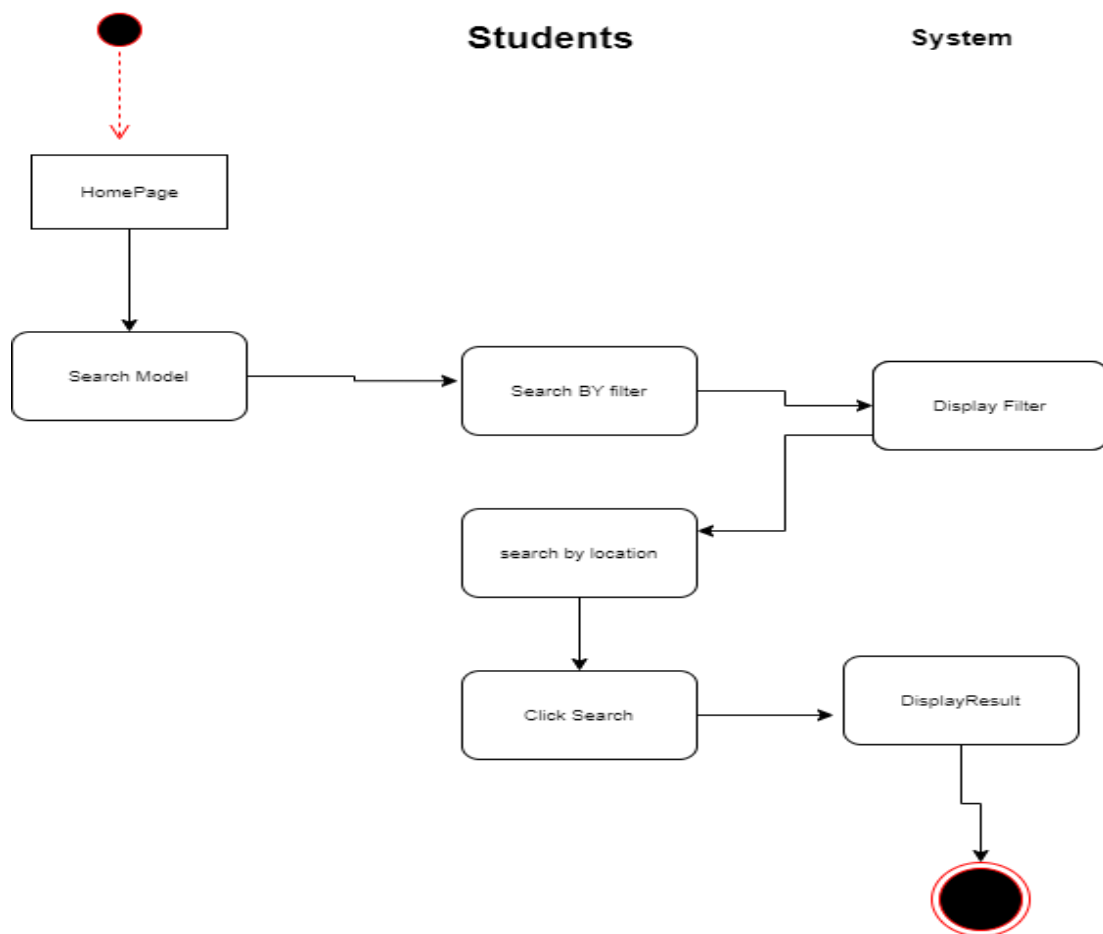 Students
System
HomePage
Search Model
Search BY filter
Display Filter
search by location
Click Search
DisplayResult